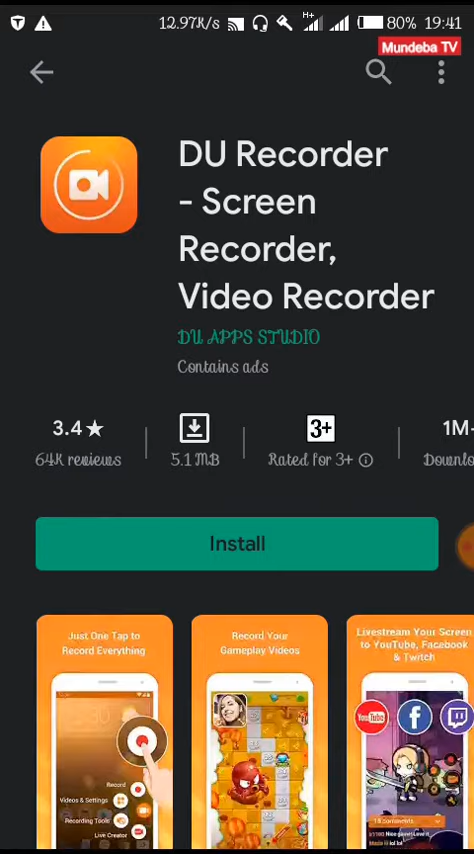 12.97K/s H+ 80% 19:41
Mundeba TV
DU Recorder
- Screen
Recorder,
Video Recorder
DU APPS STUDIO
Contains ads
3.4★
64K reviews
5.1 MB
3+
Rated for 3+
1M
Downlo
Install
Just One Tap to
Record Everything
Record
Videos & Settings
Recording Tools
Live Creator
Record Your
Gameplay Videos
Livestream Your Screen
to YouTube, Facebook
& Twitch
YouTube